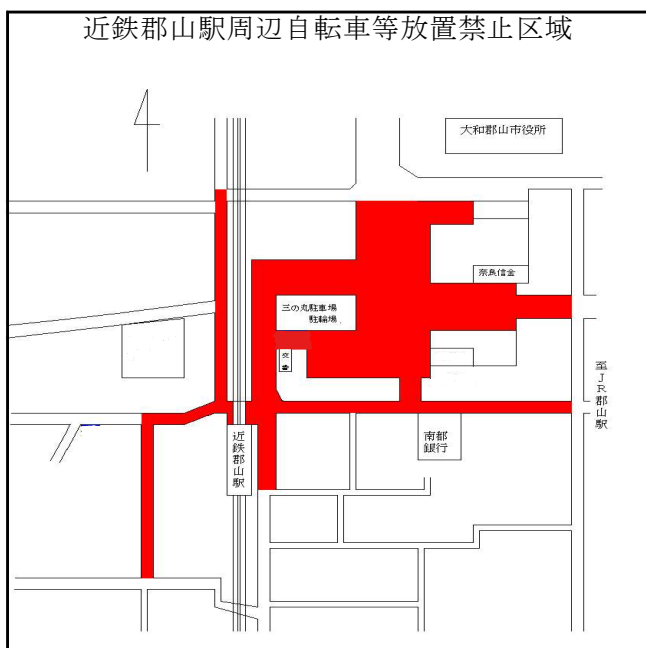 近鉄郡山駅周辺自転車等放置禁止区域
大和郡山市役所
奈良信金
三の丸駐車場
駐輪場
交番
至JR郡山駅
近鉄郡山駅
南都
銀行